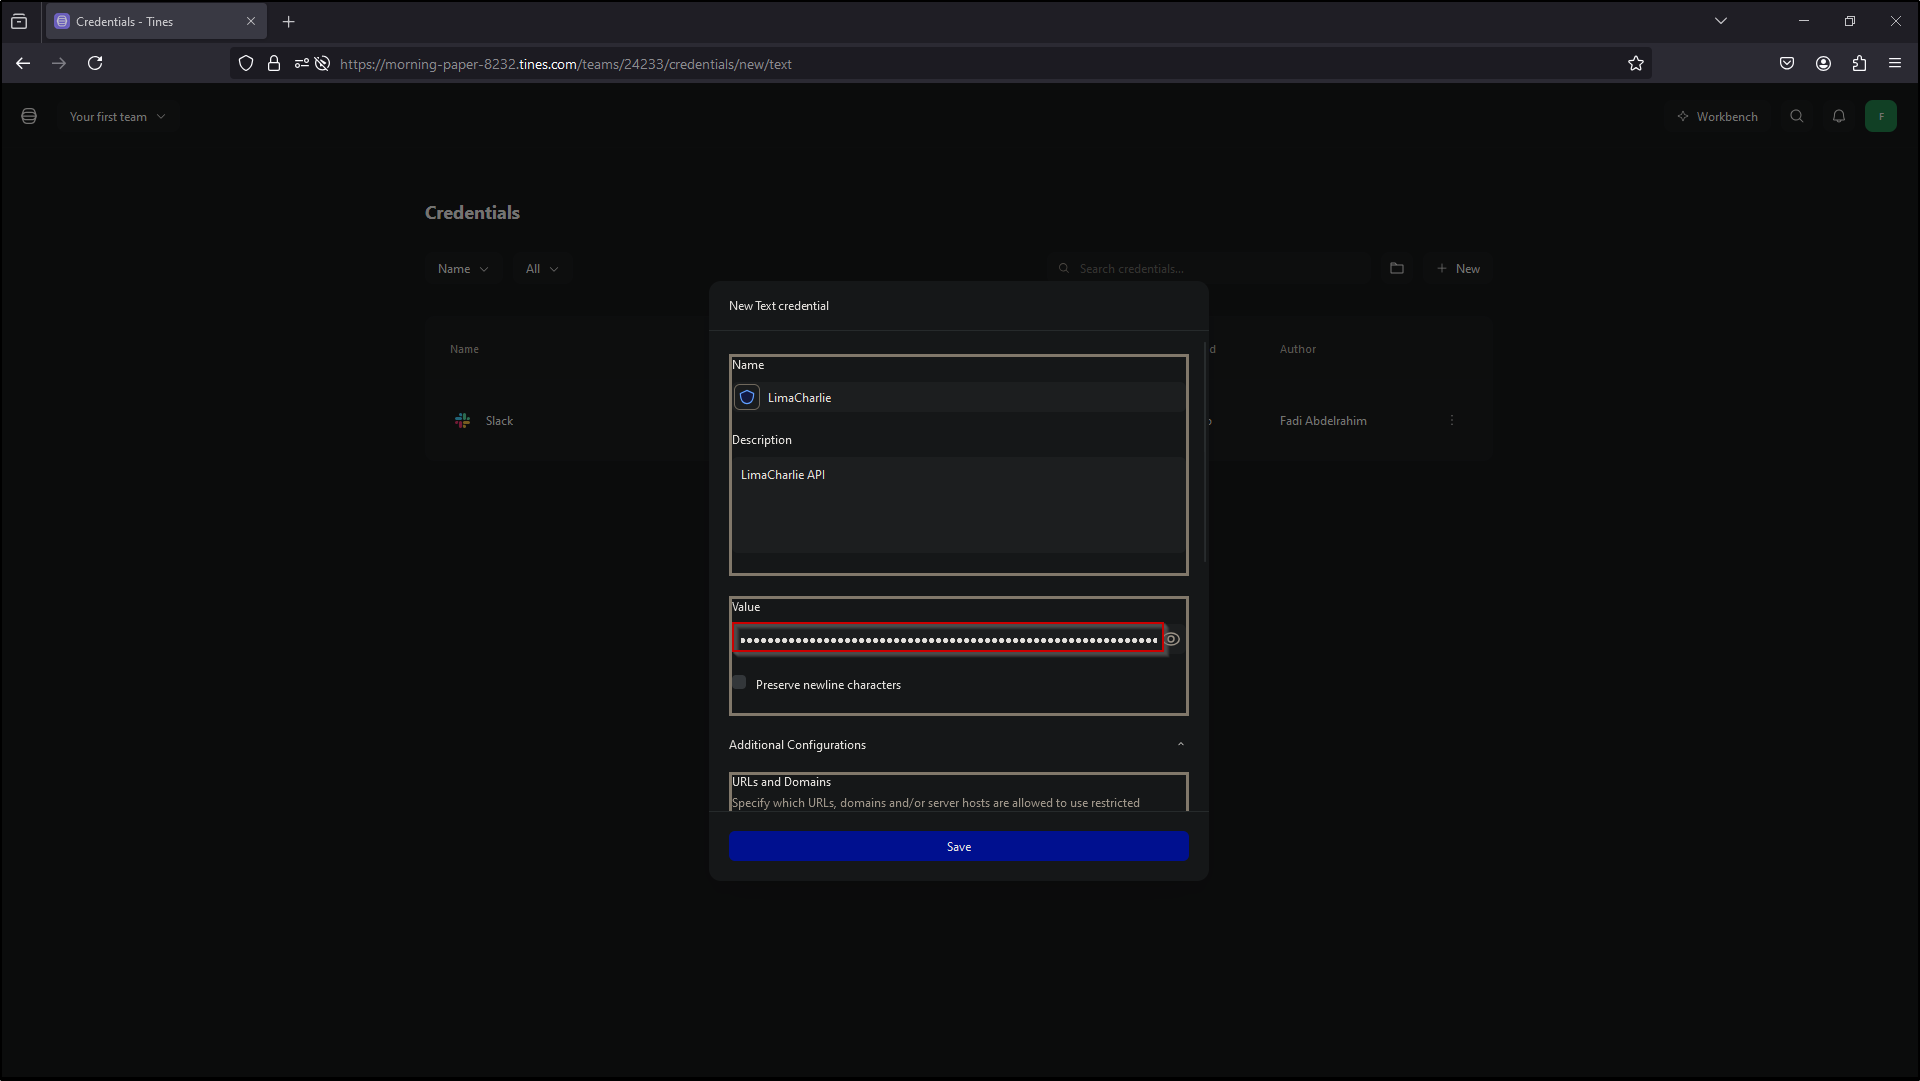 Credentials - Tines
https://morning-paper-8232.tines.com/teams/24233/credentials/new/text
Your first team
Workbench
F
Credentials
Name
All
Search credentials...
New
New Text credential
Name
d
Author
Name
LimaCharlie
Slack
Fadi Abdelrahim
Description
LimaCharlie API
Value
Preserve newline characters
Additional Configurations
URLs and Domains
Specify which URLs, domains and/or server hosts are allowed to use restricted
Save